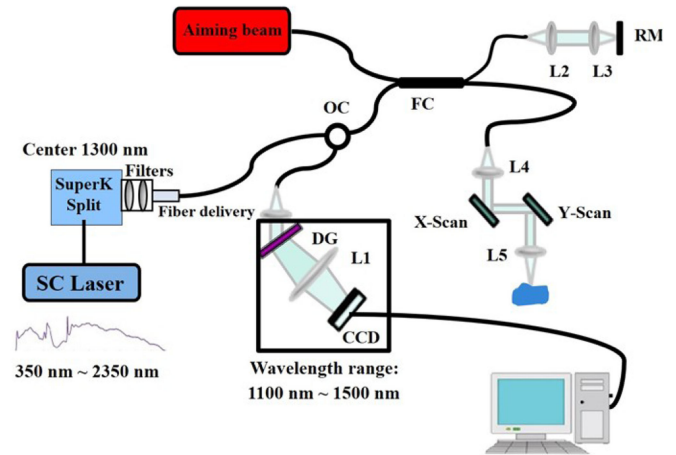 Aiming beam
RM
L2
L3
FC
OC
Center 1300 nm
Filters
SuperK
Split
Fiber delivery
L4
X-Scan
Y-Scan
DG
L1
L5
SC Laser
CCD
350 nm ~ 2350 nm
Wavelength range:
1100 nm ~ 1500 nm